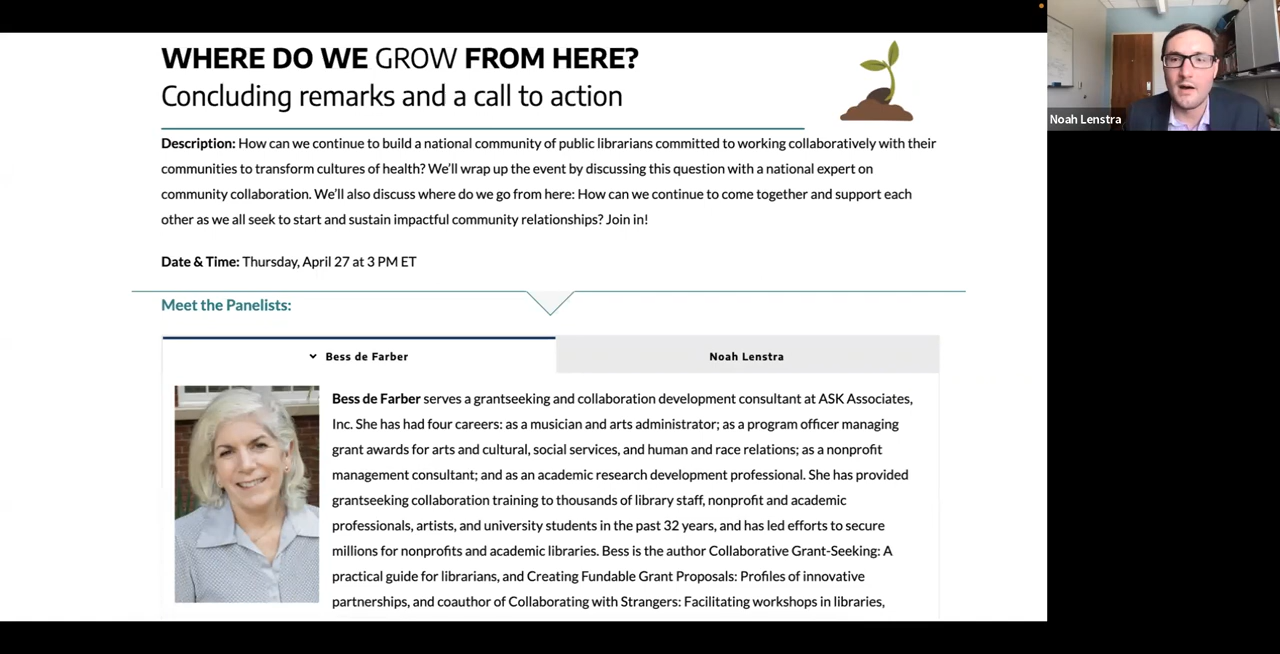 WHERE DO WE GROW FROM HERE?
Concluding remarks and a call to action
Description: How can we continue to build a national community of public librarians committed to working collaboratively with their
communities to transform cultures of health? We'll wrap up the event by discussing this question with a national expert on
community collaboration. We'll also discuss where do we go from here: How can we continue to come together and support each
other as we all seek to start and sustain impactful community relationships? Join in!
Date & Time: Thursday, April 27 at 3 PM ET
Meet the Panelists:
Bess de Farber
Noah Lenstra
Bess de Farber serves a grantseeking and collaboration development consultant at ASK Associates,
Inc. She has had four careers: as a musician and arts administrator; as a program officer managing
grant awards for arts and cultural, social services, and human and race relations; as a nonprofit
management consultant; and as an academic research development professional. She has provided
grantseeking collaboration training to thousands of library staff, nonprofit and academic
professionals, artists, and university students in the past 32 years, and has led efforts to secure
millions for nonprofits and academic libraries. Bess is the author Collaborative Grant-Seeking: A
practical guide for librarians, and Creating Fundable Grant Proposals: Profiles of innovative
partnerships, and coauthor of Collaborating with Strangers: Facilitating workshops in libraries,
Noah Lenstra